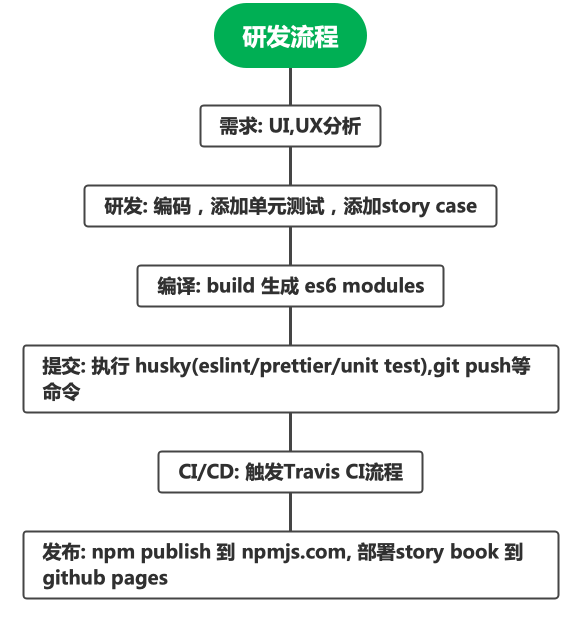 研发流程
需求: UI,UX分析
研发: 编码，添加单元测试，添加story case
编译: build 生成 es6 modules
提交: 执行 husky(eslint/prettier/unit test),git push等
命令
CI/CD: 触发Travis CI流程
发布: npm publish 到 npmjs.com, 部署story book 到
github pages